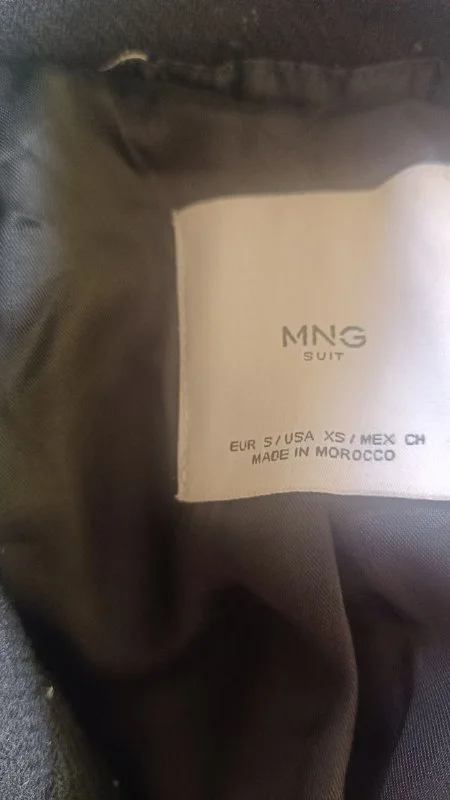 MNG
SUIT
EUR S/USA XS/MEX CH
MADE IN MOROCCO